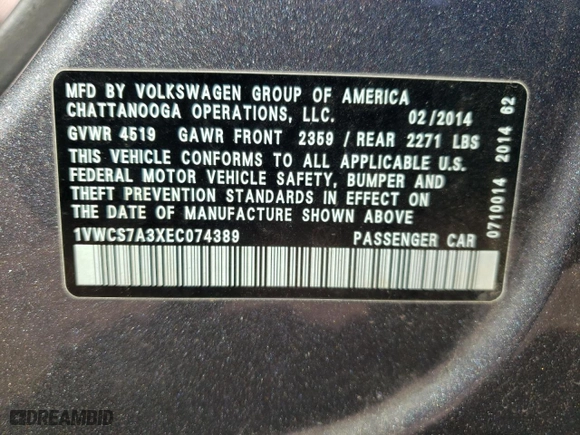 MFD BY VOLKSWAGEN GROUP OF AMERICA
CHATTANOOGA OPERATIONS, LLC. 02/2014
GVWR 4519 GAWR FRONT 2359 / REAR 2271 LBS
THIS VEHICLE CONFORMS TO ALL APPLICABLE U.S.
FEDERAL MOTOR VEHICLE SAFETY, BUMPER AND
THEFT PREVENTION STANDARDS IN EFFECT ON
THE DATE OF MANUFACTURE SHOWN ABOVE
1VWCS7A3XEC074389 PASSENGER CAR
0710014 2014 62
DREAMBID